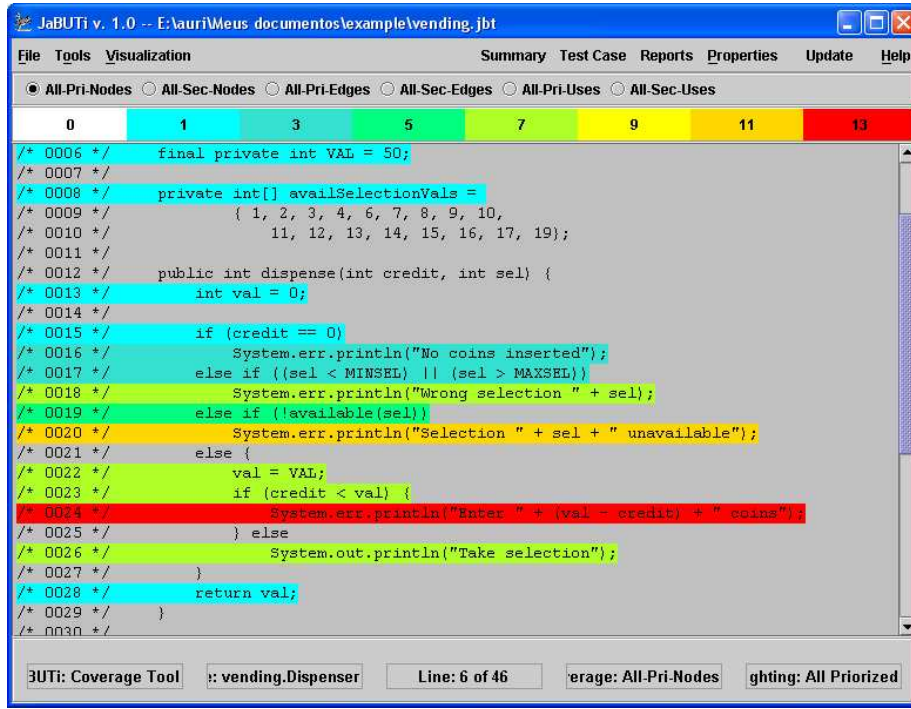 JaBUTi v. 1.0 -- E:\auri\Meus documentos\example\vending.jbt
File Tools Visualization Summary Test Case Reports Properties Update Help
All-Pri-Nodes All-Sec-Nodes All-Pri-Edges All-Sec-Edges All-Pri-Uses All-Sec-Uses
0 1 3 5 7 9 11 13
/* 0006 */ final private int VAL = 50;
/* 0007 */
/* 0008 */ private int[] availSelectionVals =
/* 0009 */ { 1, 2, 3, 4, 6, 7, 8, 9, 10,
/* 0010 */ 11, 12, 13, 14, 15, 16, 17, 19};
/* 0011 */
/* 0012 */ public int dispense(int credit, int sel) {
/* 0013 */ int val = 0;
/* 0014 */
/* 0015 */ if (credit == 0)
/* 0016 */ System.err.println("No coins inserted");
/* 0017 */ else if ((sel < MINSEL) || (sel > MAXSEL))
/* 0018 */ System.err.println("Wrong selection " + sel);
/* 0019 */ else if (!available(sel))
/* 0020 */ System.err.println("Selection " + sel + " unavailable");
/* 0021 */ else {
/* 0022 */ val = VAL;
/* 0023 */ if (credit < val) {
/* 0024 */ System.err.println("Enter " + (val - credit) + " coins");
/* 0025 */ } else
/* 0026 */ System.out.println("Take selection");
/* 0027 */ }
/* 0028 */ return val;
/* 0029 */ }
/* 0030 */
BUTi: Coverage Tool : vending.Dispenser Line: 6 of 46 erage: All-Pri-Nodes ghting: All Priorized